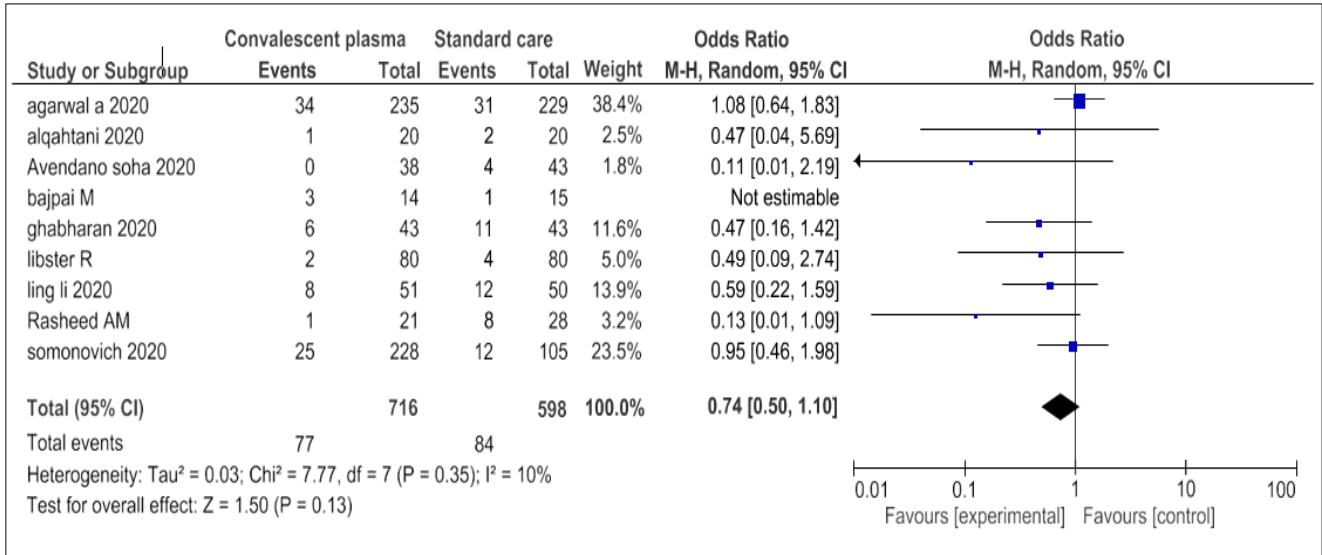 Convalescent plasma Standard care Odds Ratio Odds Ratio
Study or Subgroup Events Total Events Total Weight M-H, Random, 95% CI M-H, Random, 95% CI
agarwal a 2020 34 235 31 229 38.4% 1.08 [0.64, 1.83]
alqahtani 2020 1 20 2 20 2.5% 0.47 [0.04, 5.69]
Avendano soha 2020 0 38 4 43 1.8% 0.11 [0.01, 2.19]
bajpai M 3 14 1 15 Not estimable
ghabharan 2020 6 43 11 43 11.6% 0.47 [0.16, 1.42]
libster R 2 80 4 80 5.0% 0.49 [0.09, 2.74]
ling li 2020 8 51 12 50 13.9% 0.59 [0.22, 1.59]
Rasheed AM 1 21 8 28 3.2% 0.13 [0.01, 1.09]
somonovich 2020 25 228 12 105 23.5% 0.95 [0.46, 1.98]
Total (95% CI) 716 598 100.0% 0.74 [0.50, 1.10]
Total events 77 84
Heterogeneity: Tau² = 0.03; Chi² = 7.77, df = 7 (P = 0.35); I² = 10%
Test for overall effect: Z = 1.50 (P = 0.13)
0.01 0.1 1 10 100
Favours [experimental] Favours [control]